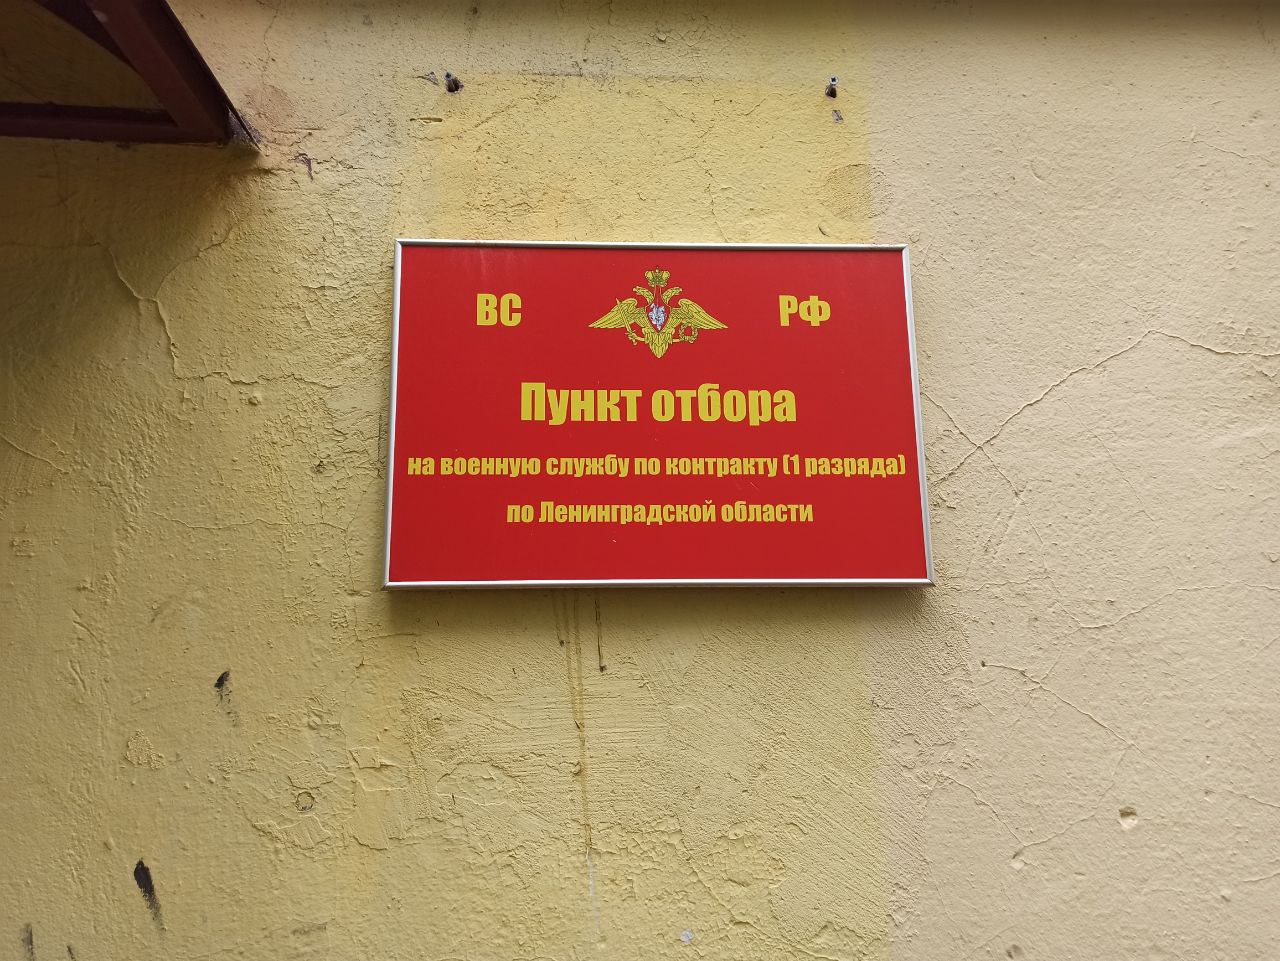 ВС РФ
Пункт отбора
на военную службу по контракту (1 разряда)
по Ленинградской области